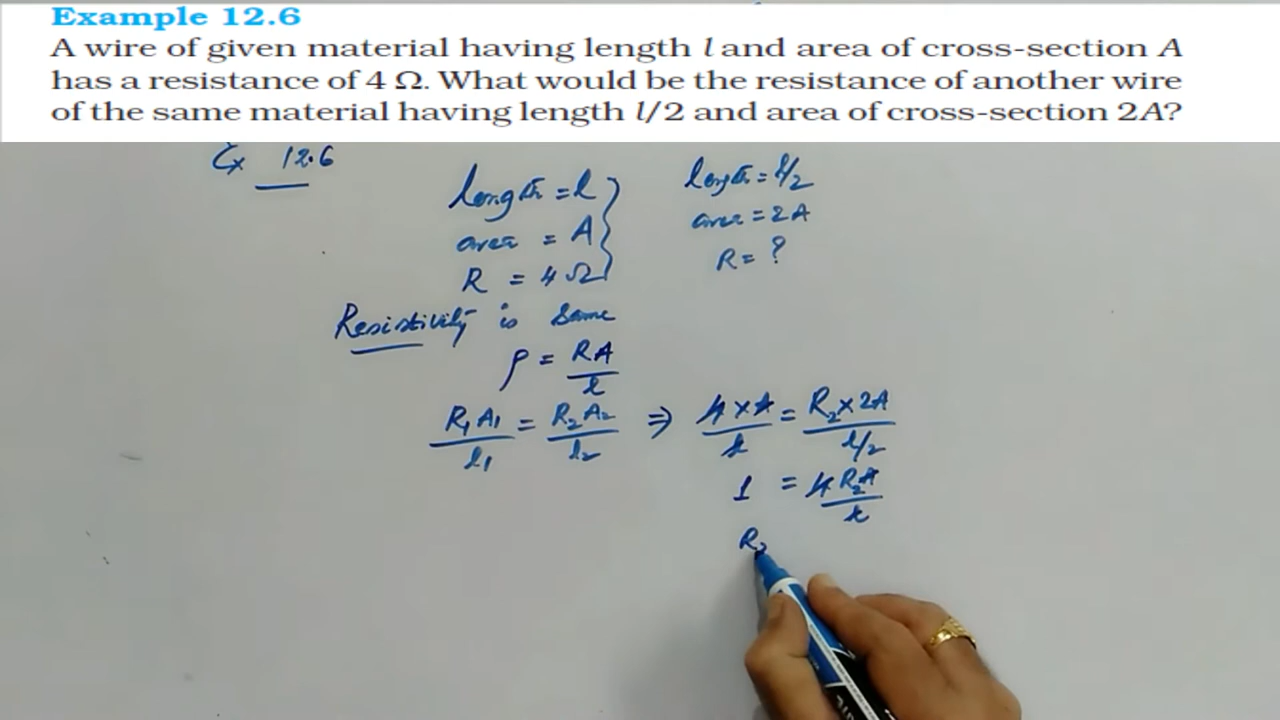 Example 12.6
A wire of given material having length l and area of cross-section A
has a resistance of 4 Ω. What would be the resistance of another wire
of the same material having length l/2 and area of cross-section 2A?
Ex 12.6
length = l
area = A
R = 4 Ω
length = l/2
area = 2A
R = ?
Resistivity is same
ρ = RA/l
R₁A₁/l₁ = R₂A₂/l₂ ⇒ 4×A/l = R₂×2A/l/2
1 = 4R₂A/l
R₂